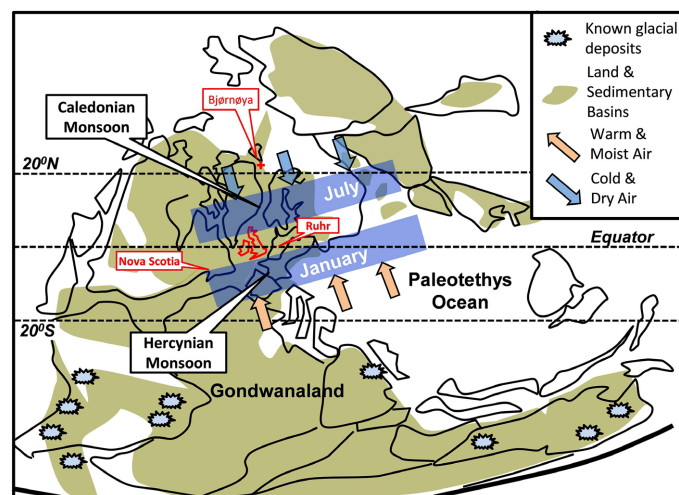 Known glacial
deposits
Land &
Sedimentary
Basins
Warm &
Moist Air
Cold &
Dry Air
Bjørnøya
Caledonian
Monsoon
20⁰N
July
Ruhr
Equator
Nova Scotia
January
Paleotethys
Ocean
20⁰S
Hercynian
Monsoon
Gondwanaland